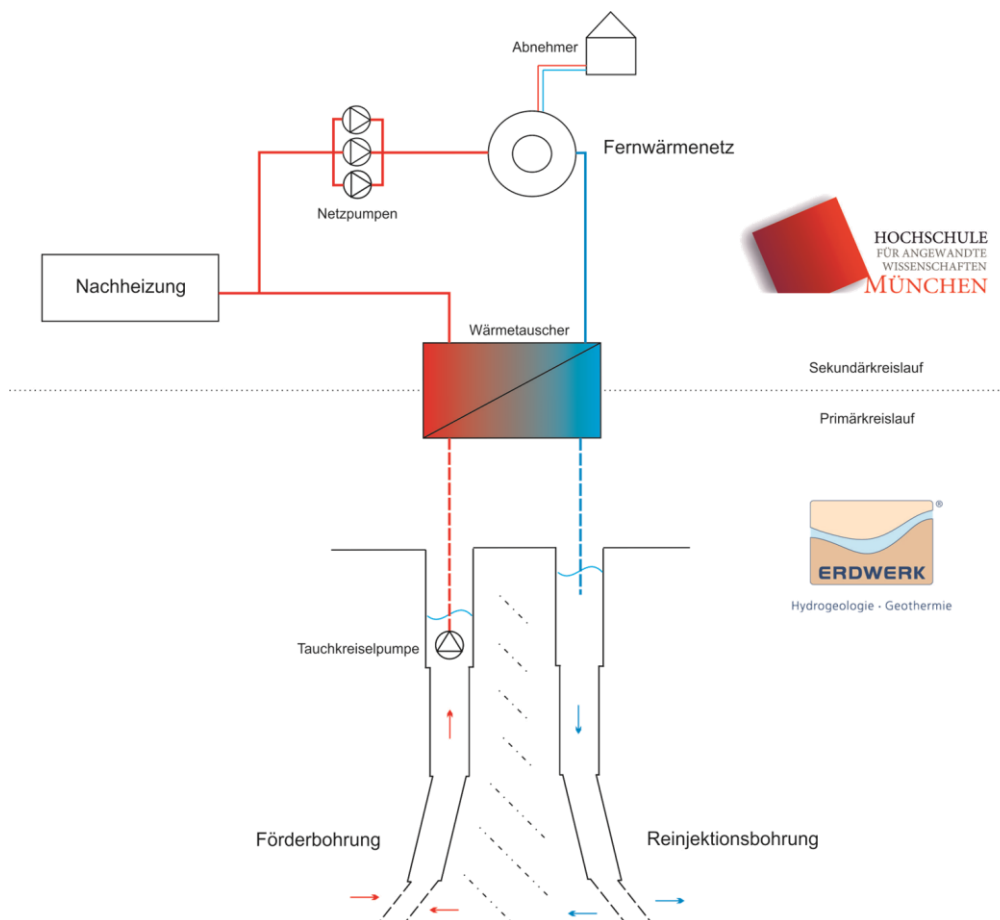 Abnehmer
Fernwärmenetz
Netzpumpen
HOCHSCHULE
FÜR ANGEWANDTE
WISSENSCHAFTEN
MÜNCHEN
Nachheizung
Wärmetauscher
Sekundärkreislauf
Primärkreislauf
®
ERDWERK
Hydrogeologie - Geothermie
Tauchkreiselpumpe
Förderbohrung
Reinjektionsbohrung